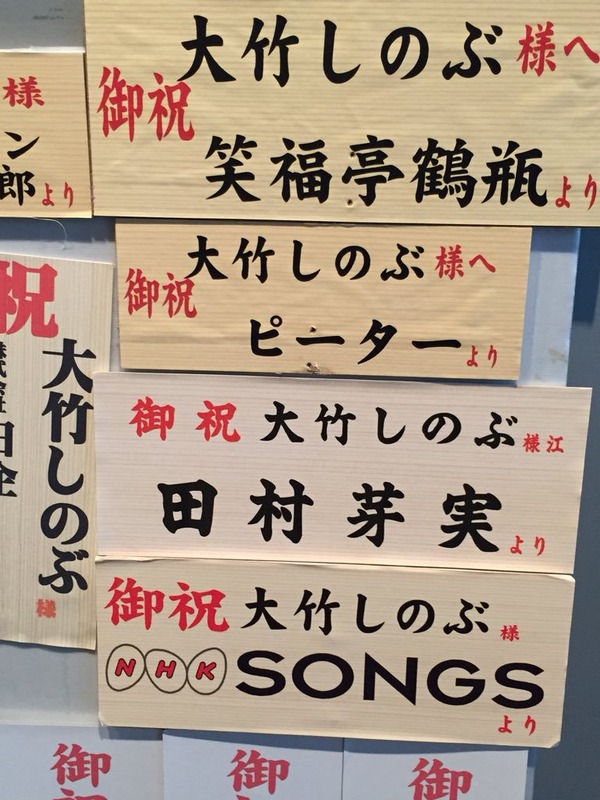 様
ン
郎より
御祝
大竹しのぶ様へ
笑福亭鶴瓶より
御祝
大竹しのぶ様へ
ピーターより
祝
大竹しのぶ様
御祝 大竹しのぶ様江
田村芽実より
御祝 大竹しのぶ様
NHK SONGS
より
御
御
御